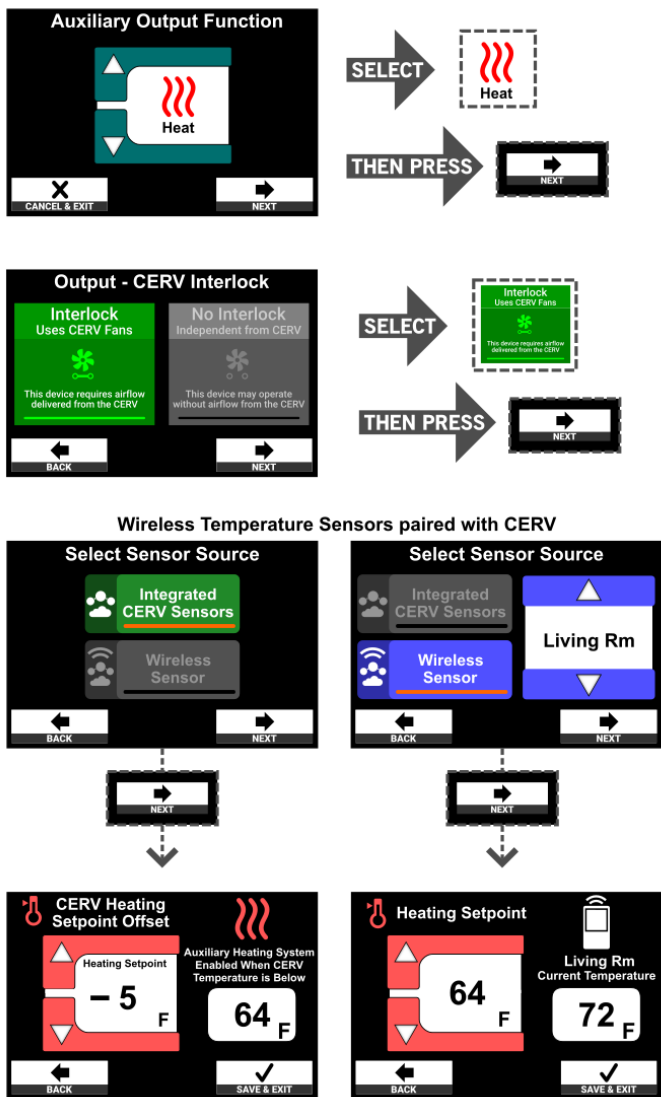 Auxiliary Output Function
Heat
CANCEL & EXIT
NEXT
SELECT
Heat
THEN PRESS
NEXT
Output - CERV Interlock
Interlock
Uses CERV Fans
This device requires airflow
delivered from the CERV
No Interlock
Independent from CERV
This device may operate
without airflow from the CERV
BACK
NEXT
SELECT
Interlock
Uses CERV Fans
This device requires airflow
delivered from the CERV
THEN PRESS
NEXT
Wireless Temperature Sensors paired with CERV
Select Sensor Source
Integrated
CERV Sensors
Wireless
Sensor
BACK
NEXT
Select Sensor Source
Integrated
CERV Sensors
Wireless
Sensor
Living Rm
BACK
NEXT
NEXT
NEXT
CERV Heating
Setpoint Offset
Heating Setpoint
– 5
F
Auxiliary Heating System
Enabled When CERV
Temperature is Below
64 F
BACK
SAVE & EXIT
Heating Setpoint
64
F
Living Rm
Current Temperature
72 F
BACK
SAVE & EXIT